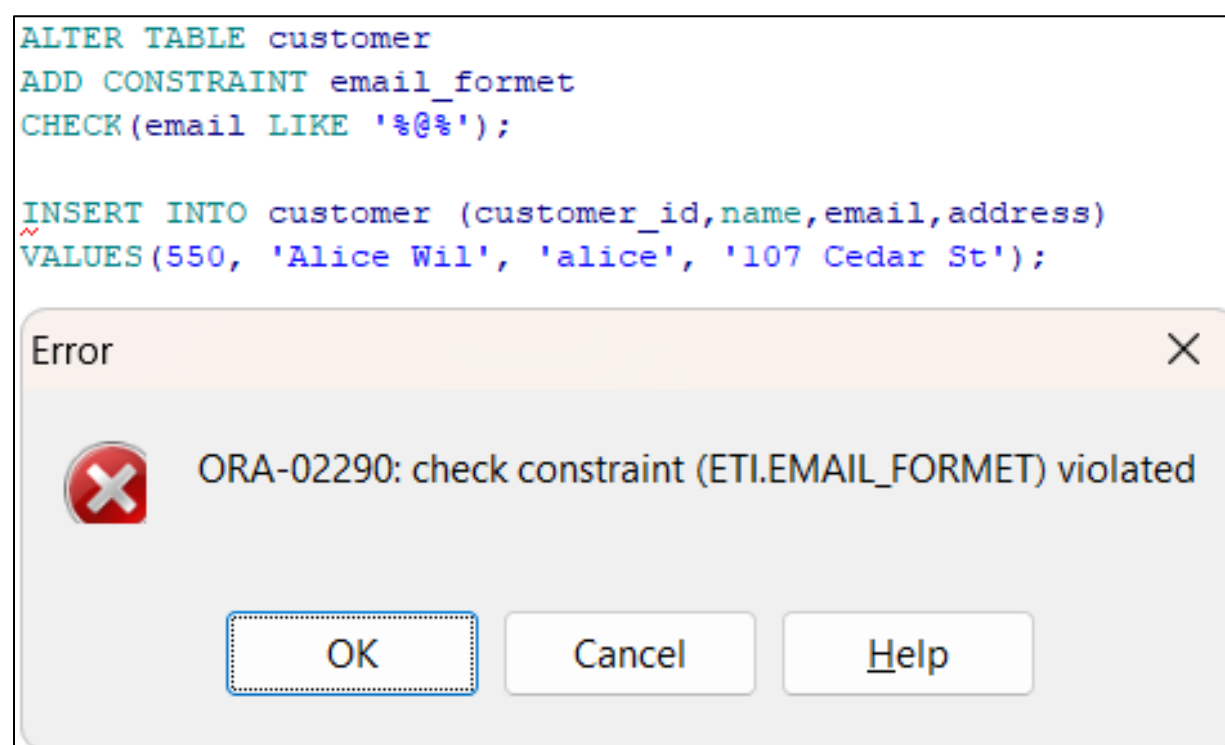 ALTER TABLE customer
ADD CONSTRAINT email_formet
CHECK(email LIKE '%@%');
INSERT INTO customer (customer_id,name,email,address)
VALUES(550, 'Alice Wil', 'alice', '107 Cedar St');
Error
ORA-02290: check constraint (ETI.EMAIL_FORMET) violated
OK Cancel Help